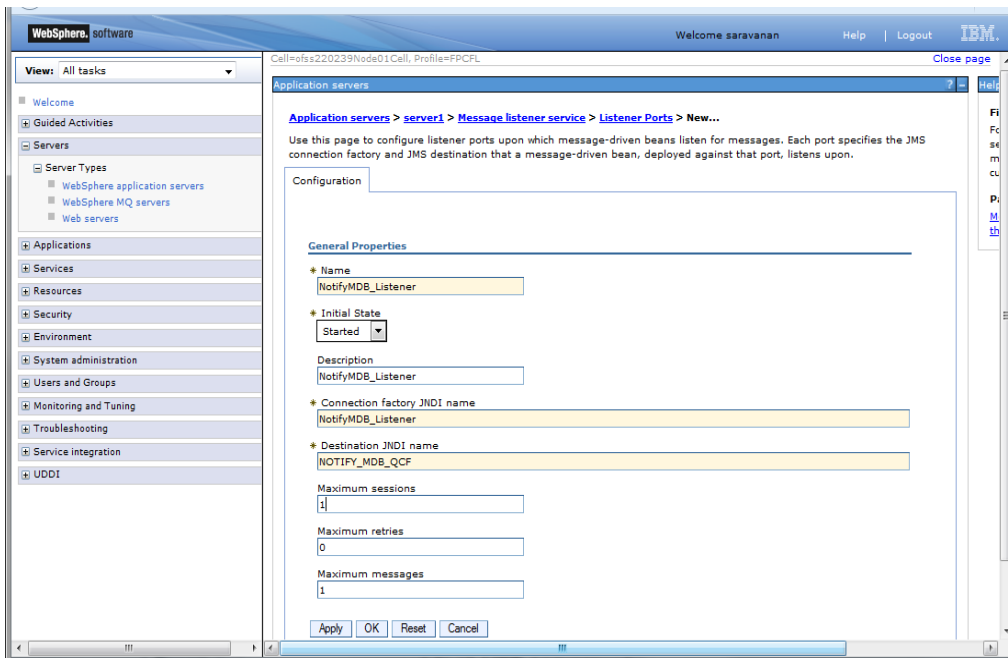 WebSphere. software
Welcome saravanan
Help | Logout
IBM.
View: All tasks
Welcome
Guided Activities
Servers
Server Types
WebSphere application servers
WebSphere MQ servers
Web servers
Applications
Services
Resources
Security
Environment
System administration
Users and Groups
Monitoring and Tuning
Troubleshooting
Service integration
UDDI
Cell=ofss220239Node01Cell, Profile=FPCFL
Close page
Application servers
? -
Application servers > server1 > Message listener service > Listener Ports > New...
Use this page to configure listener ports upon which message-driven beans listen for messages. Each port specifies the JMS
connection factory and JMS destination that a message-driven bean, deployed against that port, listens upon.
Configuration
General Properties
* Name
NotifyMDB_Listener
* Initial State
Started
Description
NotifyMDB_Listener
* Connection factory JNDI name
NotifyMDB_Listener
* Destination JNDI name
NOTIFY_MDB_QCF
Maximum sessions
1
Maximum retries
0
Maximum messages
1
Apply OK Reset Cancel
Help